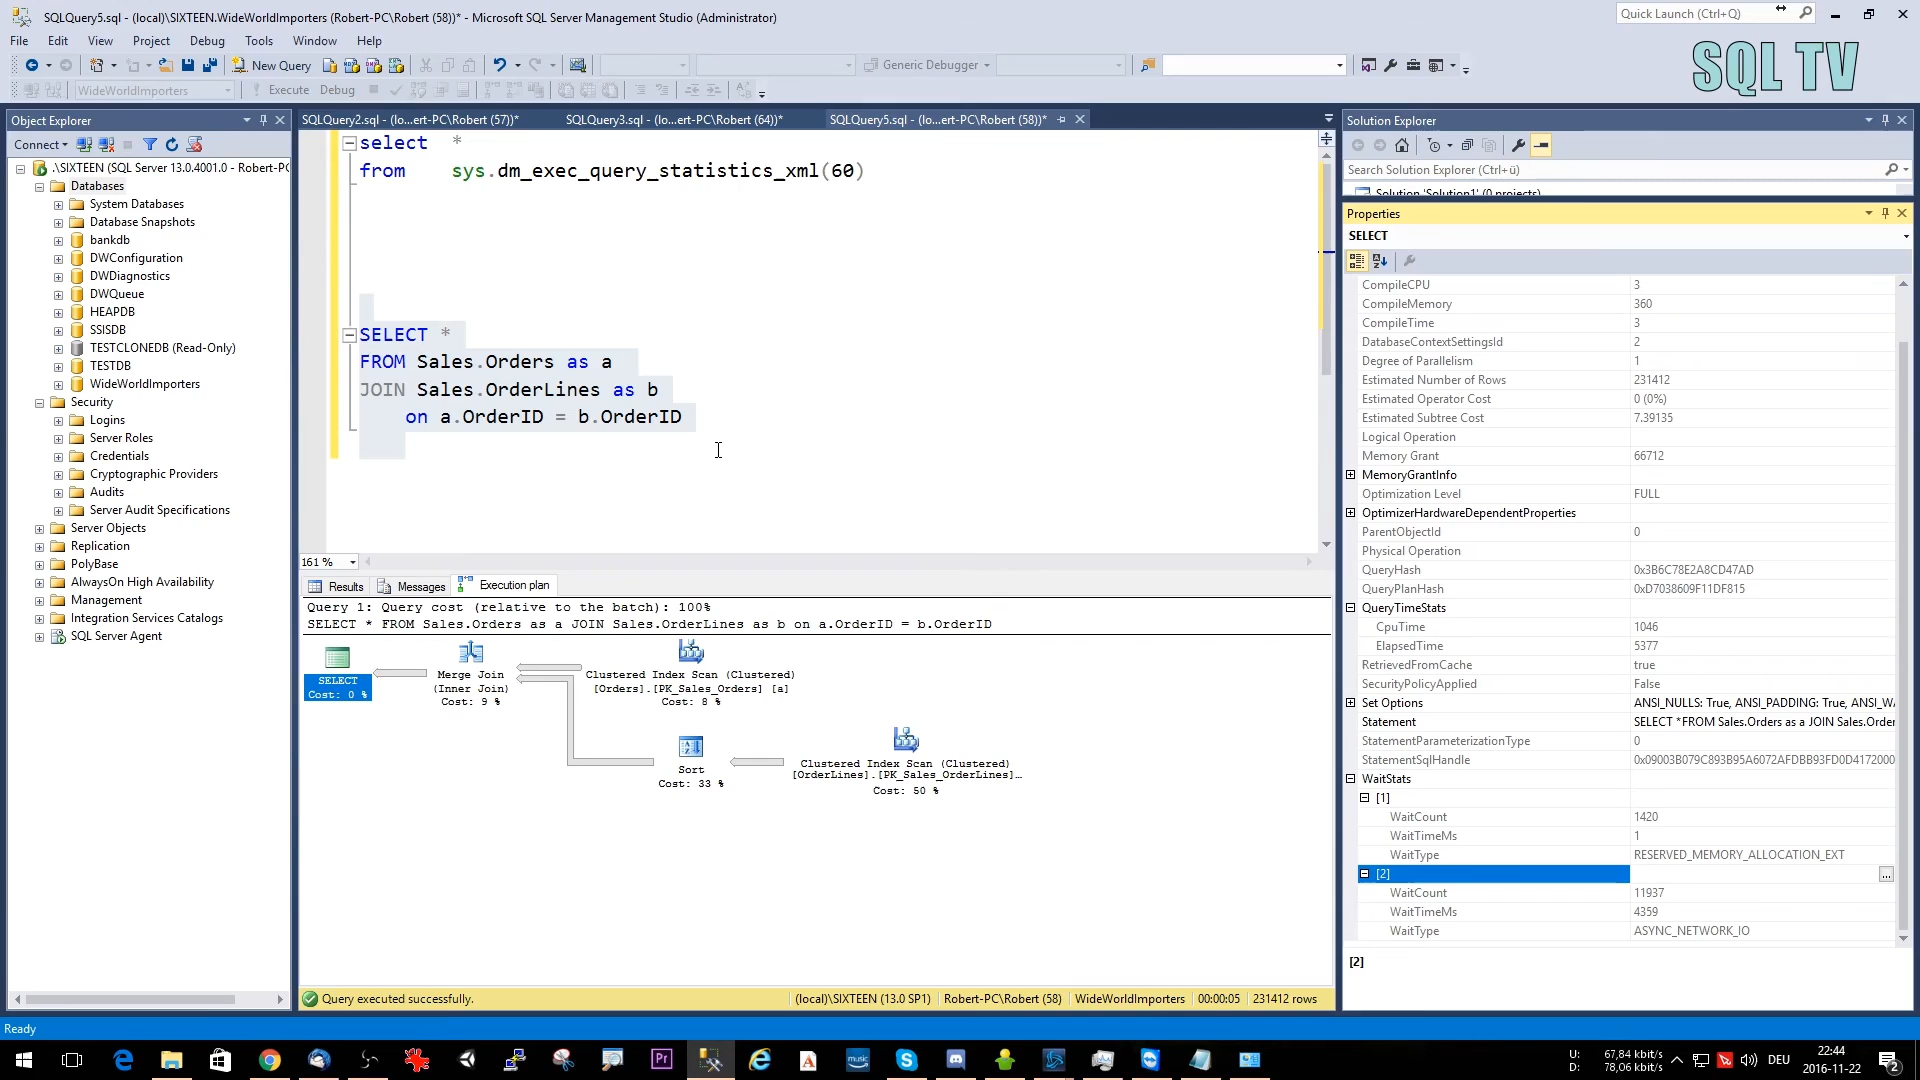 SQLQuery5.sql - (local)\SIXTEEN.WideWorldImporters (Robert-PC\Robert (58))* - Microsoft SQL Server Management Studio (Administrator)
Quick Launch (Ctrl+Q)
File Edit View Project Debug Tools Window Help
SQL TV
New Query
Generic Debugger
WideWorldImporters
Execute Debug
Object Explorer
Connect
.\SIXTEEN (SQL Server 13.0.4001.0 - Robert-PC
Databases
System Databases
Database Snapshots
bankdb
DWConfiguration
DWDiagnostics
DWQueue
HEAPDB
SSISDB
TESTCLONEDB (Read-Only)
TESTDB
WideWorldImporters
Security
Logins
Server Roles
Credentials
Cryptographic Providers
Audits
Server Audit Specifications
Server Objects
Replication
PolyBase
AlwaysOn High Availability
Management
Integration Services Catalogs
SQL Server Agent
SQLQuery2.sql - (lo...ert-PC\Robert (57))* SQLQuery3.sql - (lo...ert-PC\Robert (64))* SQLQuery5.sql - (lo...ert-PC\Robert (58))*
select *
from sys.dm_exec_query_statistics_xml(60)
SELECT *
FROM Sales.Orders as a
JOIN Sales.OrderLines as b
on a.OrderID = b.OrderID
161 %
Results Messages Execution plan
Query 1: Query cost (relative to the batch): 100%
SELECT * FROM Sales.Orders as a JOIN Sales.OrderLines as b on a.OrderID = b.OrderID
SELECT
Cost: 0 %
Merge Join
(Inner Join)
Cost: 9 %
Clustered Index Scan (Clustered)
[Orders].[PK_Sales_Orders] [a]
Cost: 8 %
Sort
Cost: 33 %
Clustered Index Scan (Clustered)
[OrderLines].[PK_Sales_OrderLines]...
Cost: 50 %
Query executed successfully.
(local)\SIXTEEN (13.0 SP1) Robert-PC\Robert (58) WideWorldImporters 00:00:05 231412 rows
Solution Explorer
Search Solution Explorer (Ctrl+ü)
Solution 'Solution1' (0 projects)
Properties
SELECT
CompileCPU 3
CompileMemory 360
CompileTime 3
DatabaseContextSettingsId 2
Degree of Parallelism 1
Estimated Number of Rows 231412
Estimated Operator Cost 0 (0%)
Estimated Subtree Cost 7.39135
Logical Operation
Memory Grant 66712
MemoryGrantInfo
Optimization Level FULL
OptimizerHardwareDependentProperties
ParentObjectId 0
Physical Operation
QueryHash 0x3B6C78E2A8CD47AD
QueryPlanHash 0xD7038609F11DF815
QueryTimeStats
CpuTime 1046
ElapsedTime 5377
RetrievedFromCache true
SecurityPolicyApplied False
Set Options ANSI_NULLS: True, ANSI_PADDING: True, ANSI_WA
Statement SELECT *FROM Sales.Orders as a JOIN Sales.Order
StatementParameterizationType 0
StatementSqlHandle 0x09003B079C893B95A6072AFDBB93FD0D4172000
WaitStats
[1]
WaitCount 1420
WaitTimeMs 1
WaitType RESERVED_MEMORY_ALLOCATION_EXT
[2]
WaitCount 11937
WaitTimeMs 4359
WaitType ASYNC_NETWORK_IO
[2]
Ready
U: 67,84 kbit/s
D: 78,06 kbit/s
DEU
22:44
2016-11-22
2